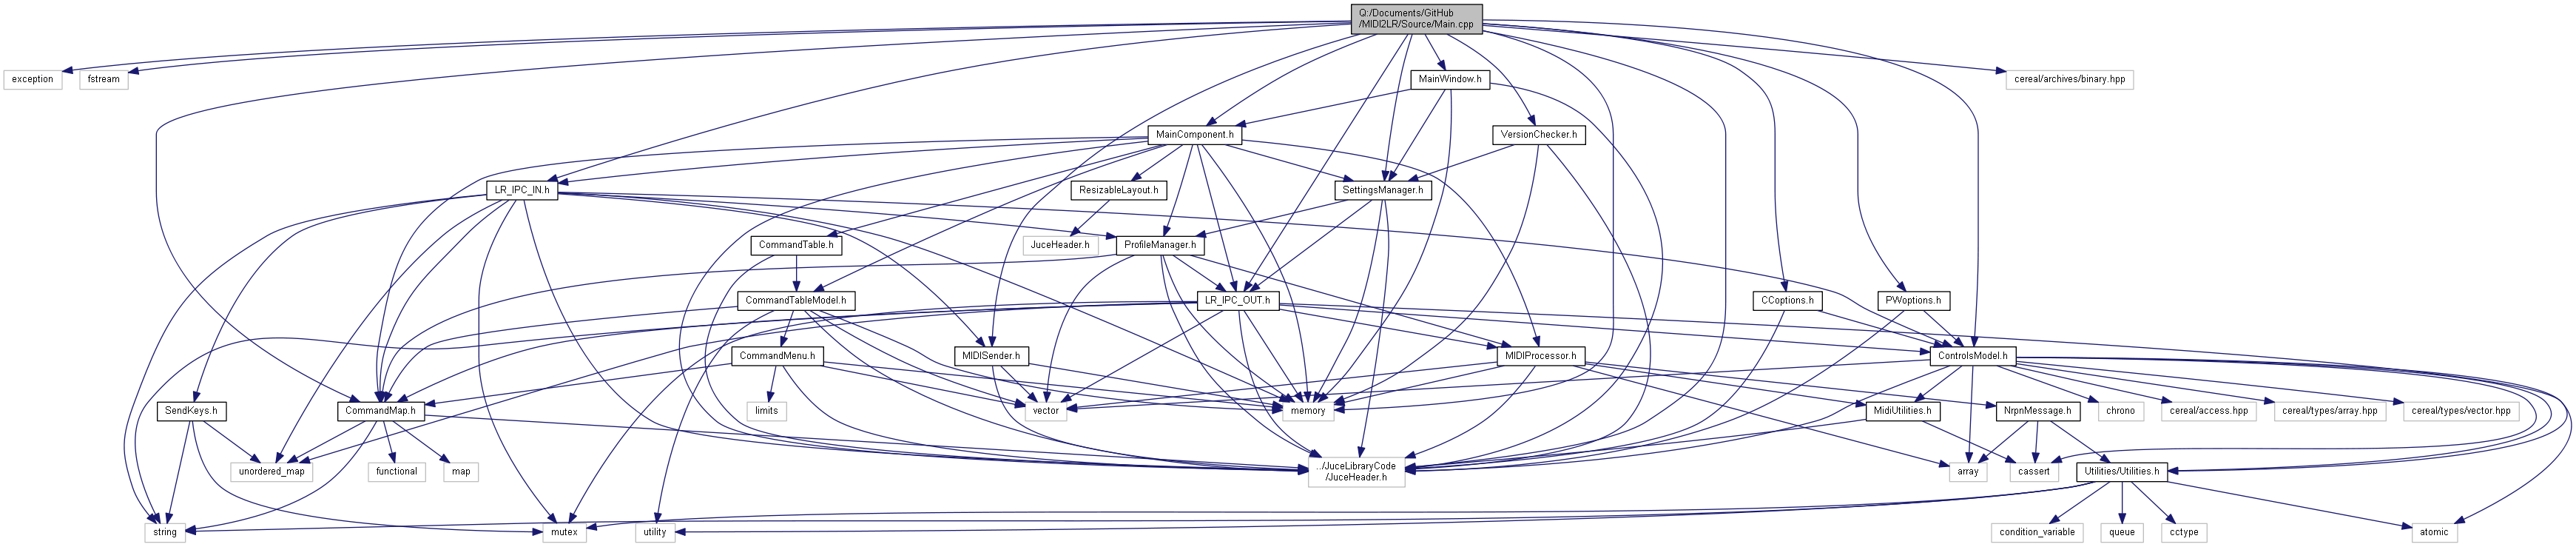 Q:/Documents/GitHub
/MIDI2LR/Source/Main.cpp
exception
fstream
MainWindow.h
cereal/archives/binary.hpp
MainComponent.h
VersionChecker.h
LR_IPC_IN.h
ResizableLayout.h
SettingsManager.h
CommandTable.h
JuceHeader.h
ProfileManager.h
CommandTableModel.h
LR_IPC_OUT.h
CCoptions.h
PWoptions.h
CommandMenu.h
MIDISender.h
MIDIProcessor.h
ControlsModel.h
SendKeys.h
CommandMap.h
limits
vector
memory
MidiUtilities.h
NrpnMessage.h
chrono
cereal/access.hpp
cereal/types/array.hpp
cereal/types/vector.hpp
unordered_map
functional
map
../JuceLibraryCode
/JuceHeader.h
array
cassert
Utilities/Utilities.h
string
mutex
utility
condition_variable
queue
cctype
atomic